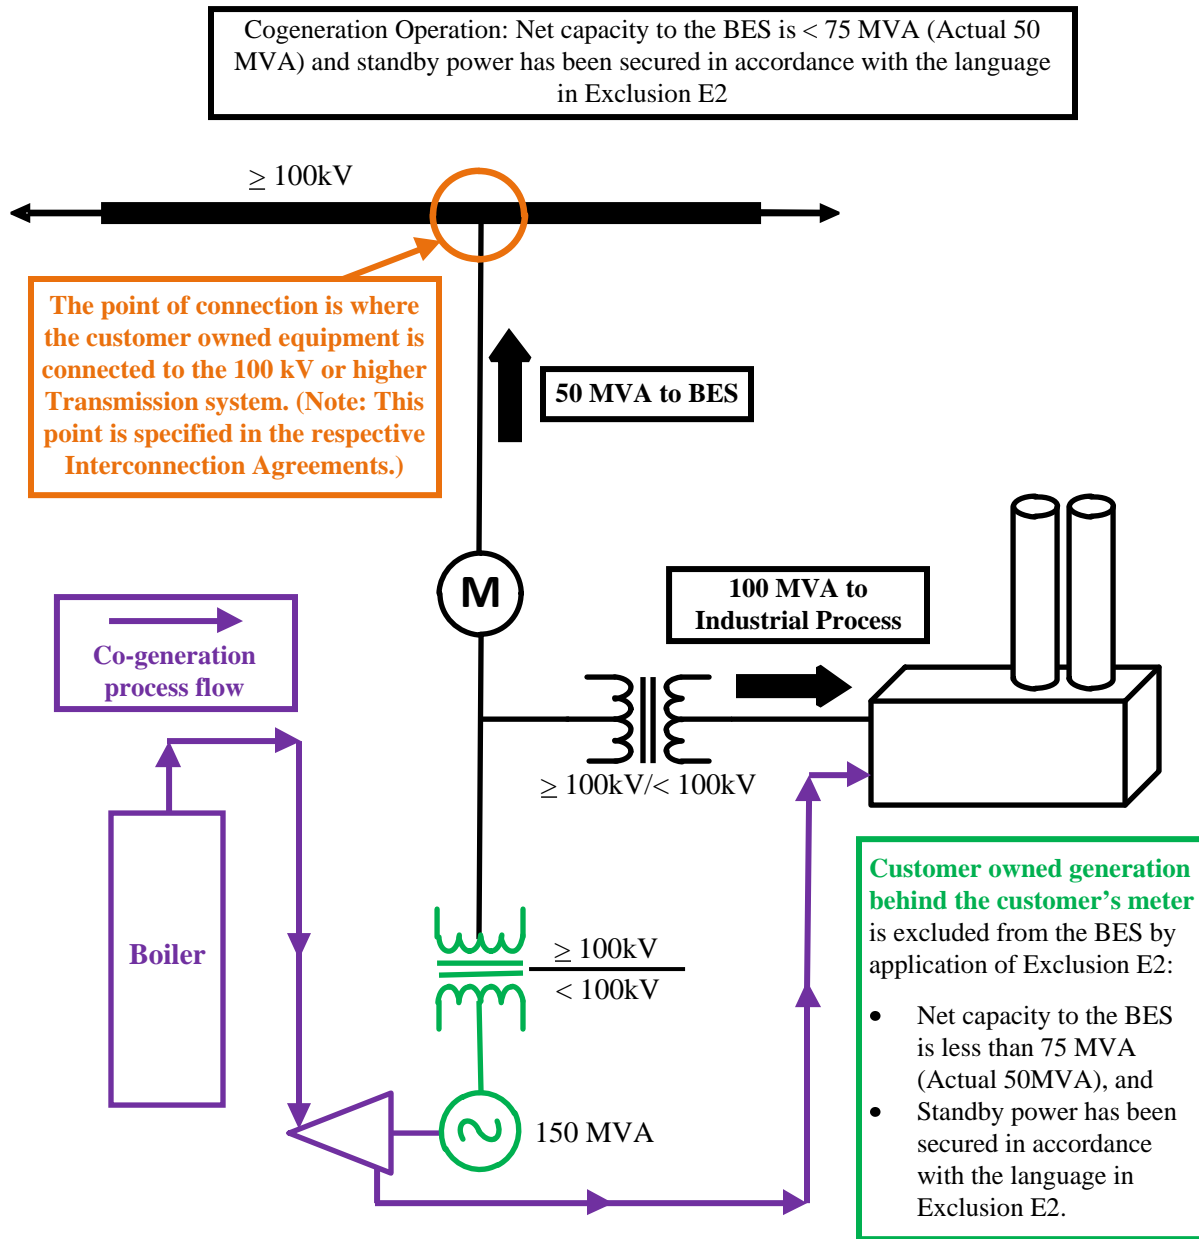 Cogeneration Operation: Net capacity to the BES is < 75 MVA (Actual 50
MVA) and standby power has been secured in accordance with the language
in Exclusion E2
≥ 100kV
The point of connection is where
the customer owned equipment is
connected to the 100 kV or higher
Transmission system. (Note: This
point is specified in the respective
Interconnection Agreements.)
50 MVA to BES
M
100 MVA to
Industrial Process
Co-generation
process flow
≥ 100kV/< 100kV
Boiler
≥ 100kV
< 100kV
150 MVA
Customer owned generation
behind the customer’s meter
is excluded from the BES by
application of Exclusion E2:
• Net capacity to the BES
is less than 75 MVA
(Actual 50MVA), and
• Standby power has been
secured in accordance
with the language in
Exclusion E2.